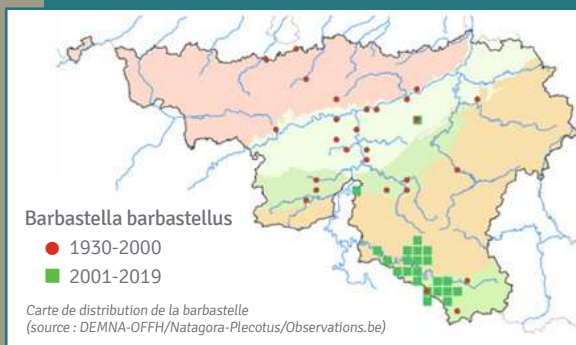 Barbastella barbastellus
1930-2000
2001-2019
Carte de distribution de la barbastelle
(source : DEMNA-OFFH/Natagora-Plecotus/Observations.be)